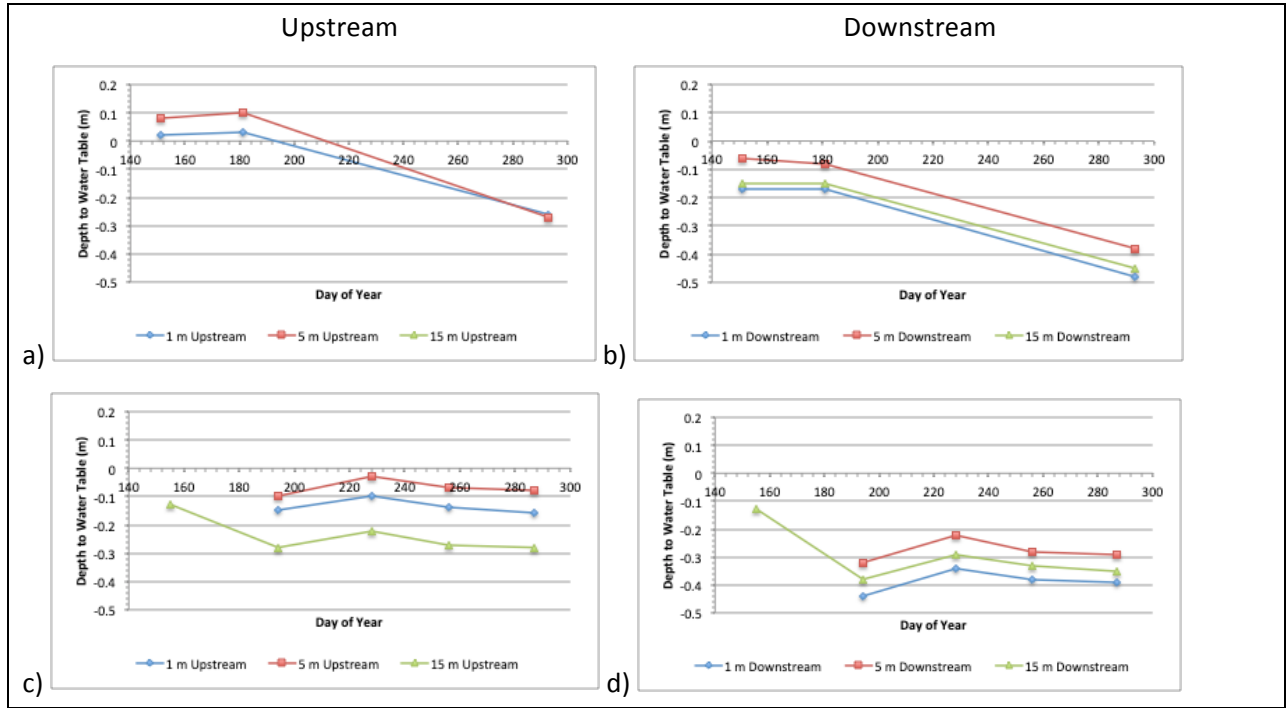 Upstream
Downstream
Depth to Water Table (m)
0.2
0.1
0
-0.1
-0.2
-0.3
-0.4
-0.5
140 160 180 200 220 240 260 280 300
Day of Year
1 m Upstream 5 m Upstream 15 m Upstream
a)
Depth to Water Table (m)
0.2
0.1
0
-0.1
-0.2
-0.3
-0.4
-0.5
140 160 180 200 220 240 260 280 300
Day of Year
1 m Downstream 5 m Downstream 15 m Downstream
b)
Depth to Water Table (m)
0.2
0.1
0
-0.1
-0.2
-0.3
-0.4
-0.5
140 160 180 200 220 240 260 280 300
Day of Year
1 m Upstream 5 m Upstream 15 m Upstream
c)
Depth to Water Table (m)
0.2
0.1
0
-0.1
-0.2
-0.3
-0.4
-0.5
140 160 180 200 220 240 260 280 300
Day of Year
1 m Downstream 5 m Downstream 15 m Downstream
d)